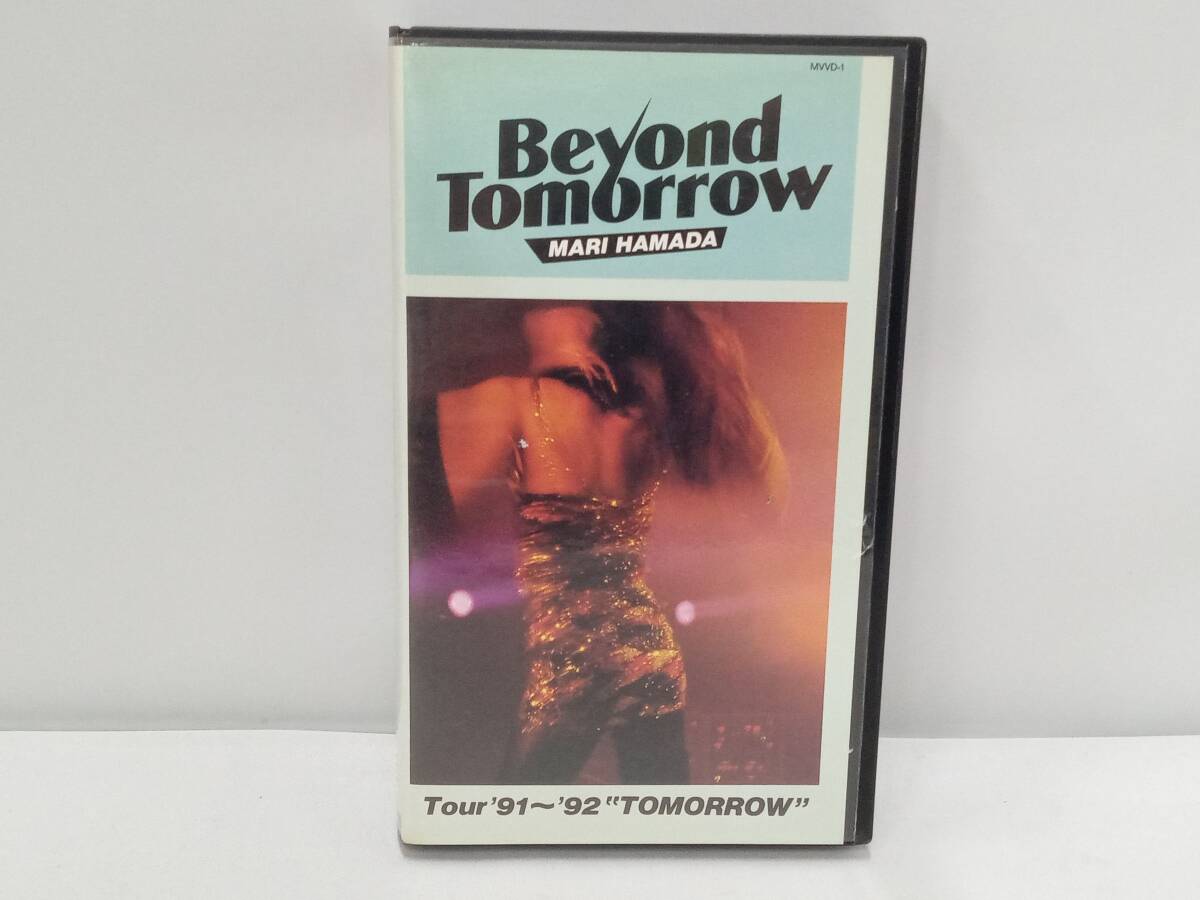 MVVD-1
Beyond
Tomorrow
MARI HAMADA
Tour '91〜'92 "TOMORROW"